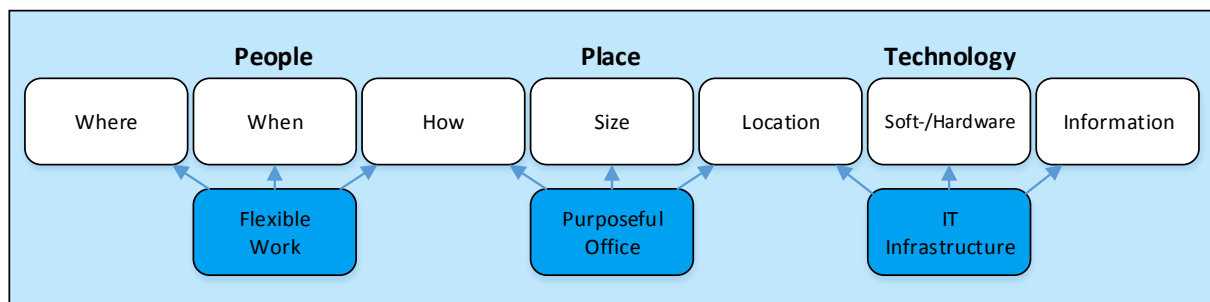 People Place Technology
Where When How Size Location Soft-/Hardware Information
Flexible Purposeful IT
Work Office Infrastructure